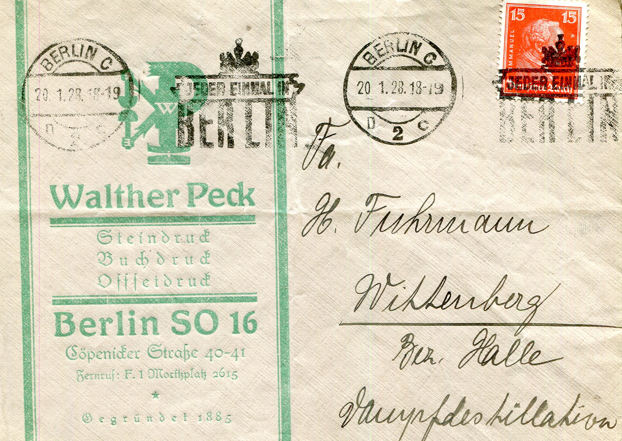 BERLIN C
20.1.28.18-19
D 2 C
JEDER EINMAL IN
BERLIN
BERLIN C
20.1.28.18-19
D 2 C
15 15
IMMANUEL
JEDER EINMAL IN
BERLIN
W
Walther Peck
Steindruck
Buchdruck
Offsetdruck
Berlin SO 16
Cöpenicker Straße 40-41
Fernruf: F. 1 Moritzplatz 2615
Gegründet 1885
Fa.
H. Fuhrmann
Wittenberg
Bez. Halle
Dampfdestillation